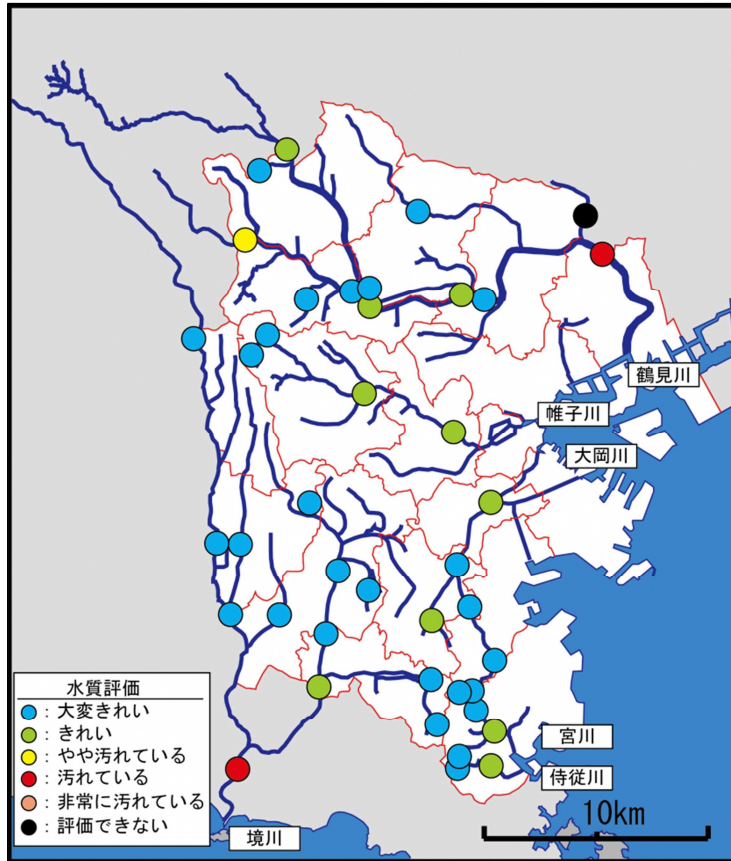 鶴見川
帷子川
大岡川
宮川
侍従川
境川
水質評価
：大変きれい
：きれい
：やや汚れている
：汚れている
：非常に汚れている
：評価できない
10km